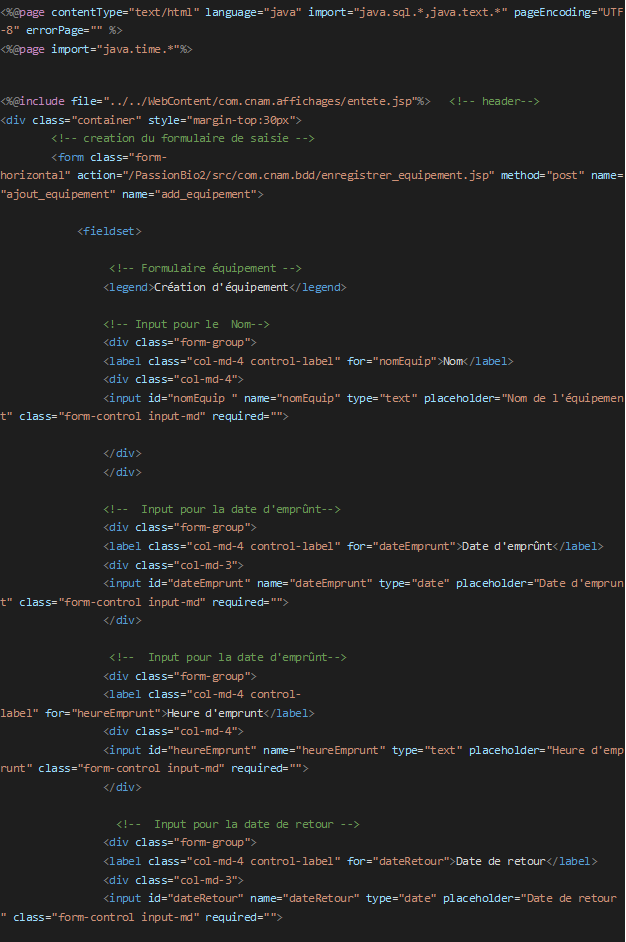 <%@page contentType="text/html" language="java" import="java.sql.*,java.text.*" pageEncoding="UTF
-8" errorPage="" %>
<%@page import="java.time.*"%>
<%@include file="../../WebContent/com.cnam.affichages/entete.jsp"%>   <!-- header-->
<div class="container" style="margin-top:30px">
<!-- creation du formulaire de saisie -->
<form class="form-
horizontal" action="/PassionBio2/src/com.cnam.bdd/enregistrer_equipement.jsp" method="post" name=
"ajout_equipement" name="add_equipement">
<fieldset>
<!-- Formulaire équipement -->
<legend>Création d'équipement</legend>
<!-- Input pour le  Nom-->
<div class="form-group">
<label class="col-md-4 control-label" for="nomEquip">Nom</label>
<div class="col-md-4">
<input id="nomEquip " name="nomEquip" type="text" placeholder="Nom de l'équipemen
t" class="form-control input-md" required="">
</div>
</div>
<!--  Input pour la date d'emprûnt-->
<div class="form-group">
<label class="col-md-4 control-label" for="dateEmprunt">Date d'emprûnt</label>
<div class="col-md-3">
<input id="dateEmprunt" name="dateEmprunt" type="date" placeholder="Date d'emprun
t" class="form-control input-md" required="">
</div>
<!--  Input pour la date d'emprûnt-->
<div class="form-group">
<label class="col-md-4 control-
label" for="heureEmprunt">Heure d'emprunt</label>
<div class="col-md-4">
<input id="heureEmprunt" name="heureEmprunt" type="text" placeholder="Heure d'emp
runt" class="form-control input-md" required="">
</div>
<!--  Input pour la date de retour -->
<div class="form-group">
<label class="col-md-4 control-label" for="dateRetour">Date de retour</label>
<div class="col-md-3">
<input id="dateRetour" name="dateRetour" type="date" placeholder="Date de retour
" class="form-control input-md" required="">